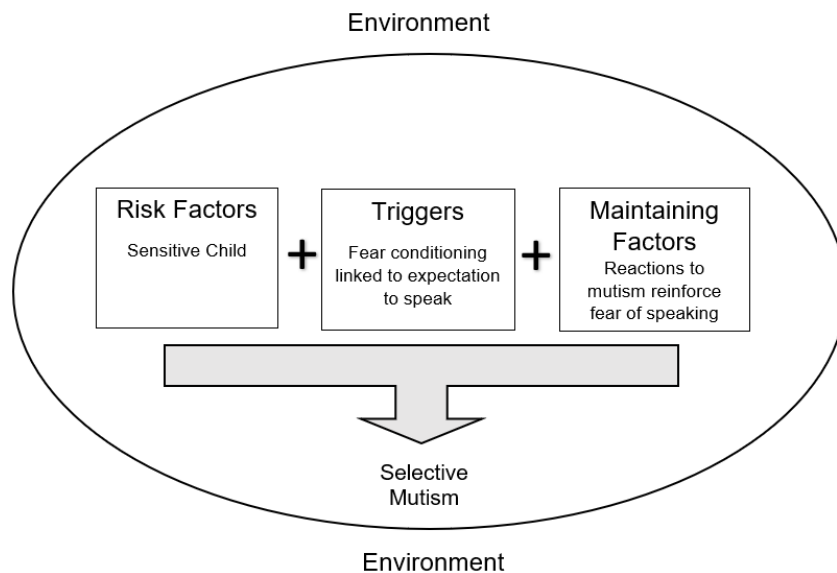 Environment
Risk Factors
Sensitive Child
+
Triggers
Fear conditioning
linked to expectation
to speak
+
Maintaining
Factors
Reactions to
mutism reinforce
fear of speaking
Selective
Mutism
Environment